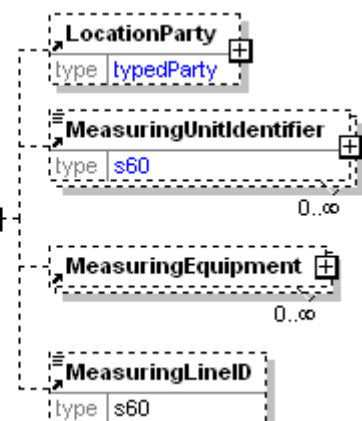 LocationParty
type typedParty
MeasuringUnitIdentifier
type s60
0..∞
MeasuringEquipment
0..∞
MeasuringLineID
type s60